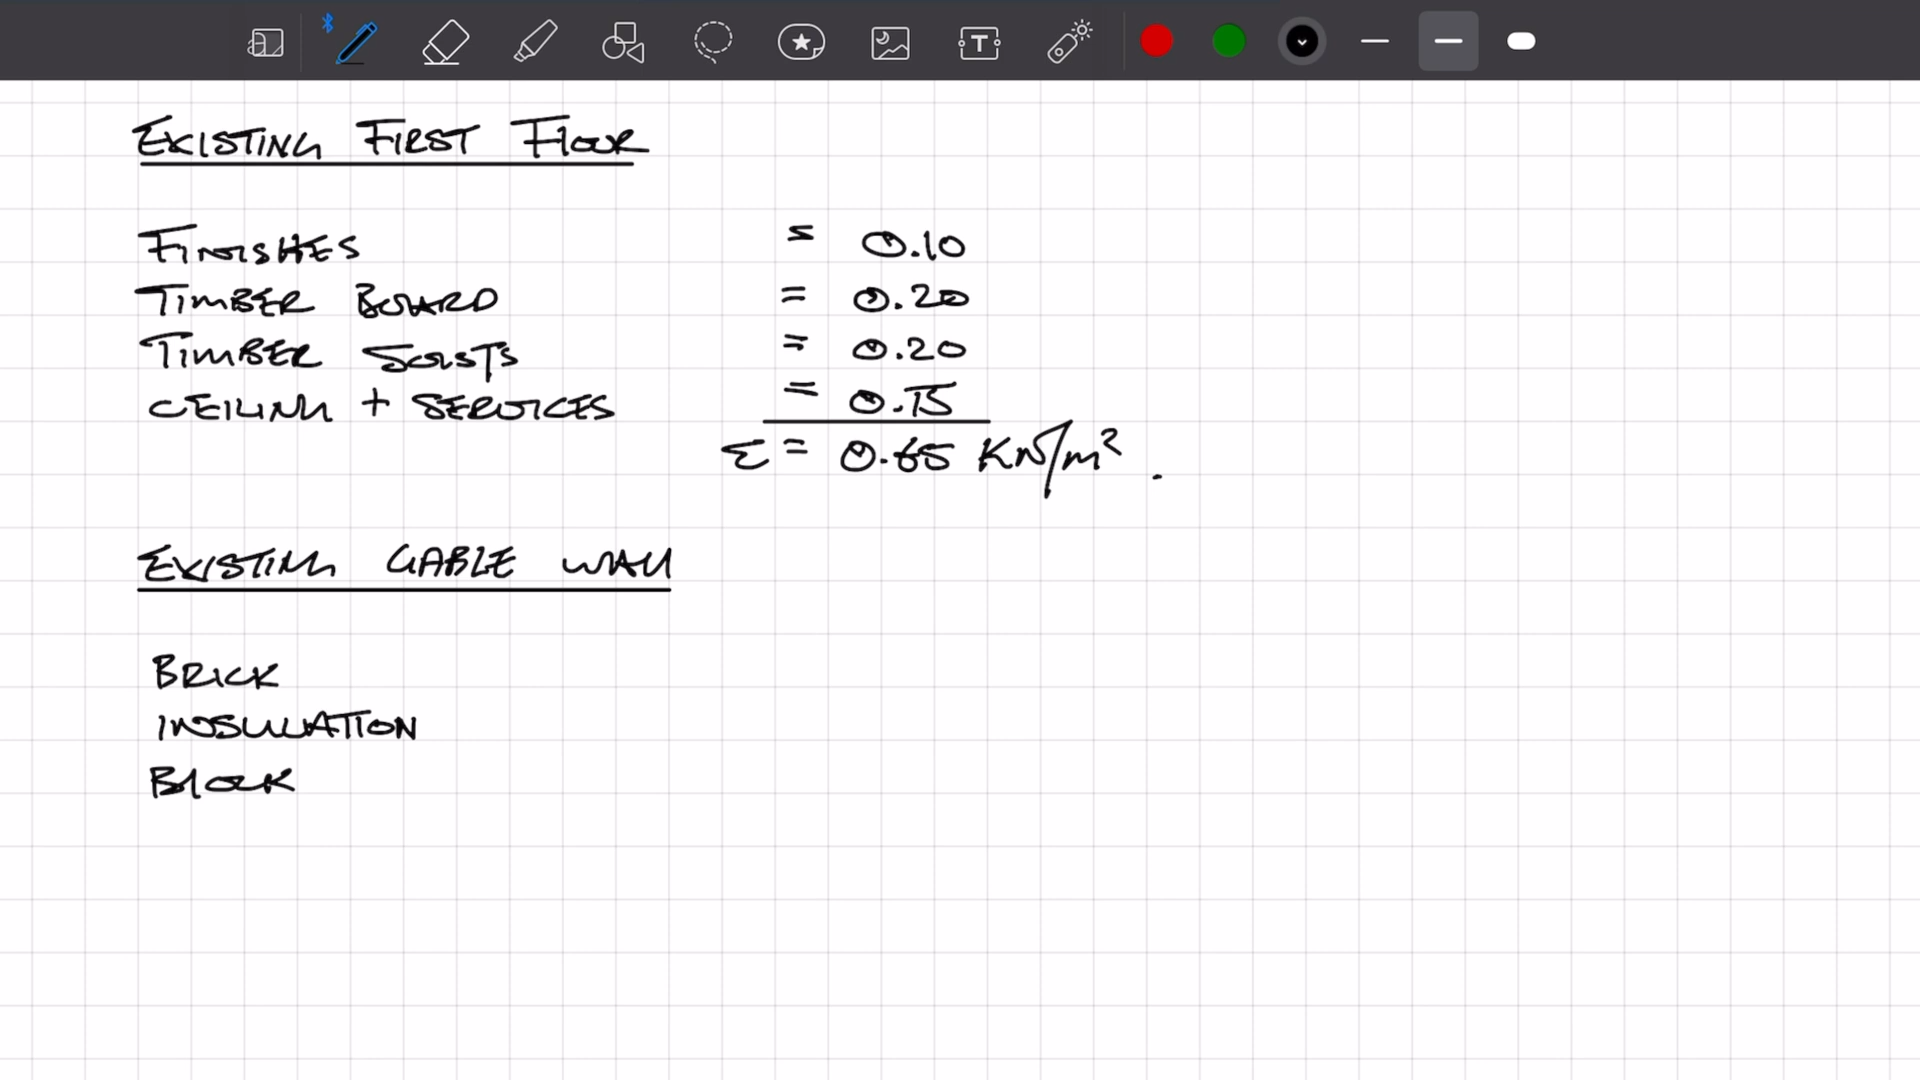 EXISTING FIRST FLOOR
FINISHES = 0.10
TIMBER BOARD = 0.20
TIMBER JOISTS = 0.20
CEILING + SERVICES = 0.15
Σ = 0.65 KN/m².
EXISTING GABLE WALL
BRICK
INSULATION
BLOCK